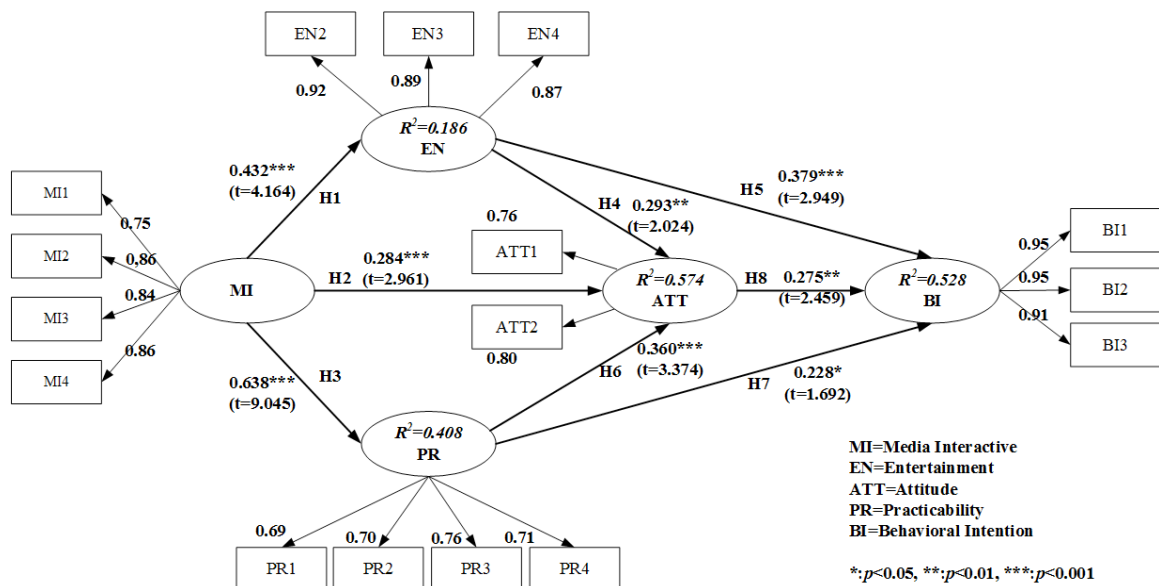 EN2
EN3
EN4
0.92
0.89
0.87
R²=0.186
EN
0.432***
(t=4.164)
H1
0.379***
H5
(t=2.949)
MI1
MI2
MI3
MI4
0.75
0,86
0.84
0.86
MI
H4
0.293**
(t=2.024)
0.76
ATT1
0.284***
H2
(t=2.961)
R²=0.574
ATT
H8
0.275**
(t=2.459)
R²=0.528
BI
0.95
0.95
0.91
BI1
BI2
BI3
ATT2
0.80
0.638***
(t=9.045)
H3
0.360***
H6
(t=3.374)
H7
0.228*
(t=1.692)
R²=0.408
PR
0.69
0.70
0.76
0.71
PR1
PR2
PR3
PR4
MI=Media Interactive
EN=Entertainment
ATT=Attitude
PR=Practicability
BI=Behavioral Intention
*:p<0.05, **:p<0.01, ***:p<0.001